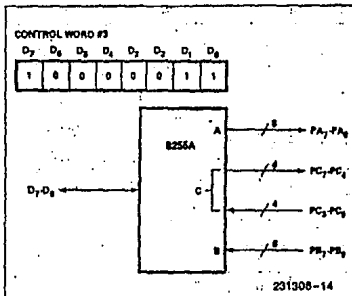 CONTROL WORD #3
D7 D6 D5 D4 D3 D2 D1 D0
1 0 0 0 0 0 1 1
8255A
A 8 PA7-PA0
4 PC7-PC4
D7-D0 C
4 PC3-PC0
B 8 PB7-PB0
231308-14